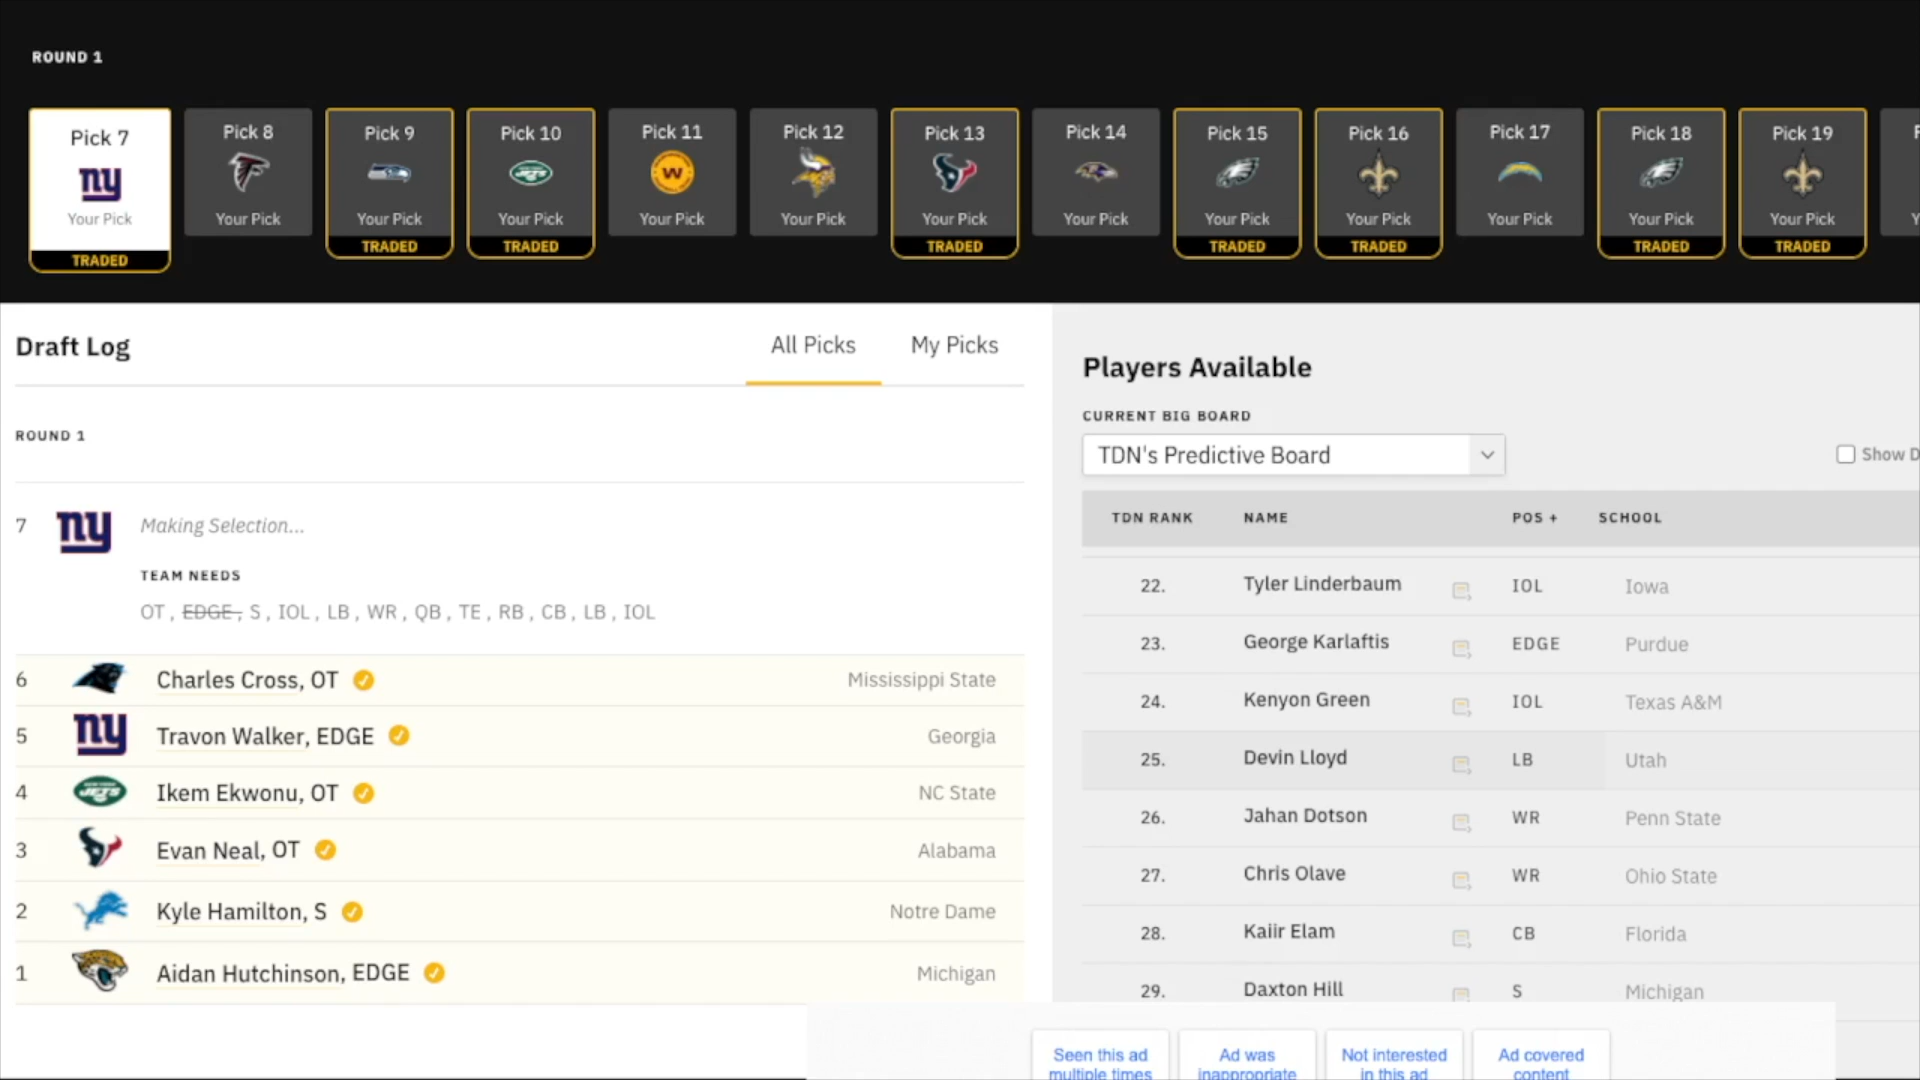 ROUND 1
Pick 7
ny
Your Pick
TRADED
Pick 8
Your Pick
Pick 9
Your Pick
TRADED
Pick 10
JETS
Your Pick
TRADED
Pick 11
W
Your Pick
Pick 12
Your Pick
Pick 13
Your Pick
TRADED
Pick 14
Your Pick
Pick 15
Your Pick
TRADED
Pick 16
Your Pick
TRADED
Pick 17
Your Pick
Pick 18
Your Pick
TRADED
Pick 19
Your Pick
TRADED
Draft Log
All Picks
My Picks
ROUND 1
7 ny Making Selection...
TEAM NEEDS
OT , EDGE , S , IOL , LB , WR , QB , TE , RB , CB , LB , IOL
6 Charles Cross, OT Mississippi State
5 ny Travon Walker, EDGE Georgia
4 JETS Ikem Ekwonu, OT NC State
3 Evan Neal, OT Alabama
2 Kyle Hamilton, S Notre Dame
1 Aidan Hutchinson, EDGE Michigan
Players Available
CURRENT BIG BOARD
TDN's Predictive Board
Show D
TDN RANK NAME POS + SCHOOL
22. Tyler Linderbaum IOL Iowa
23. George Karlaftis EDGE Purdue
24. Kenyon Green IOL Texas A&M
25. Devin Lloyd LB Utah
26. Jahan Dotson WR Penn State
27. Chris Olave WR Ohio State
28. Kaiir Elam CB Florida
29. Daxton Hill S Michigan
Seen this ad
multiple times
Ad was
inappropriate
Not interested
in this ad
Ad covered
content